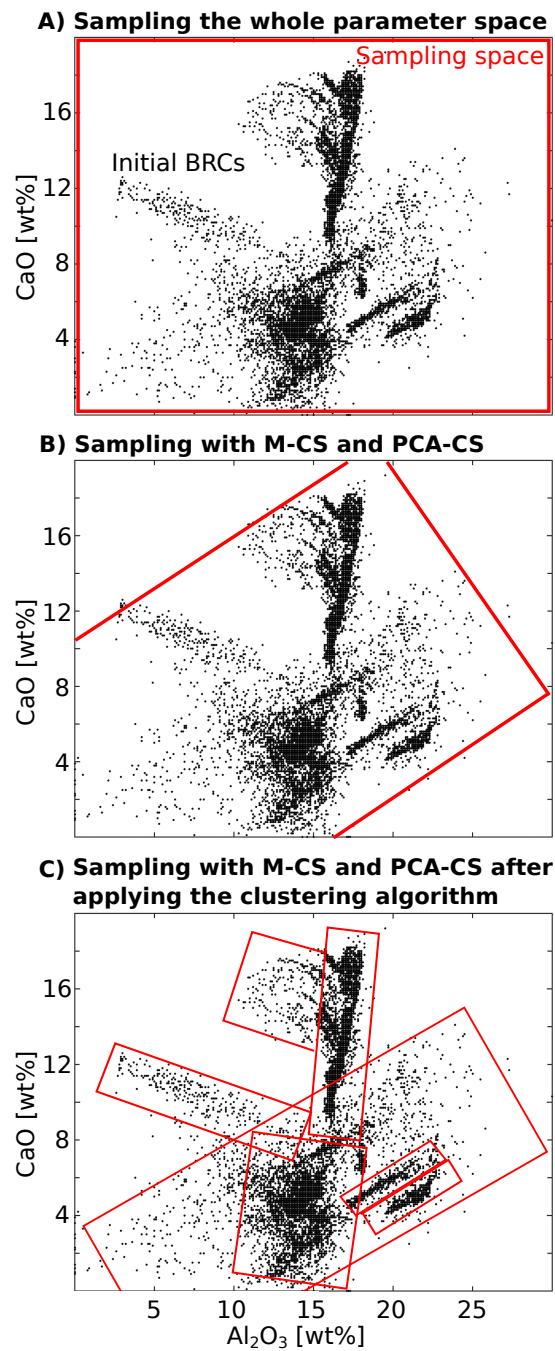 A) Sampling the whole parameter space
Sampling space
Initial BRCs
16
12
8
4
CaO [wt%]
B) Sampling with M-CS and PCA-CS
16
12
8
4
CaO [wt%]
C) Sampling with M-CS and PCA-CS after
applying the clustering algorithm
16
12
8
4
CaO [wt%]
5 10 15 20 25
Al₂O₃ [wt%]